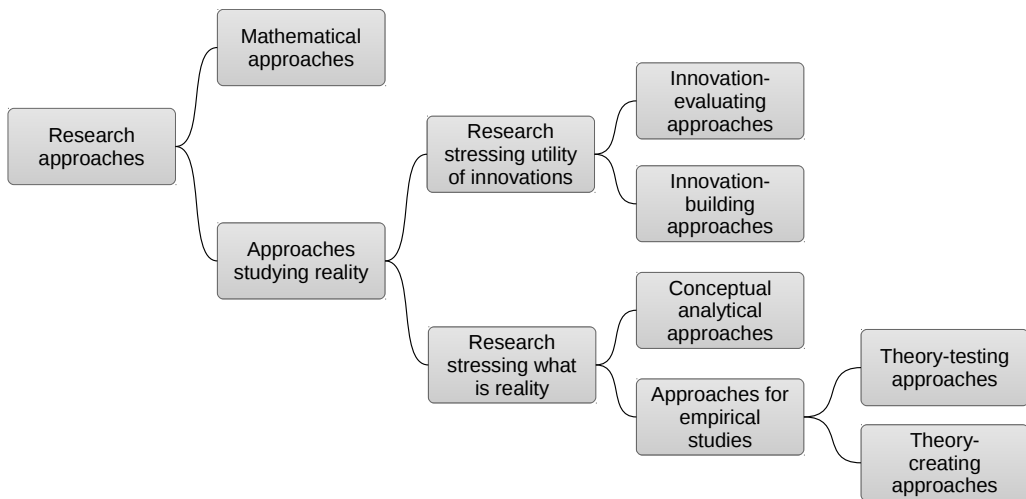 Mathematical
approaches
Research
approaches
Approaches
studying reality
Research
stressing utility
of innovations
Innovation-
evaluating
approaches
Innovation-
building
approaches
Research
stressing what
is reality
Conceptual
analytical
approaches
Approaches for
empirical
studies
Theory-testing
approaches
Theory-
creating
approaches